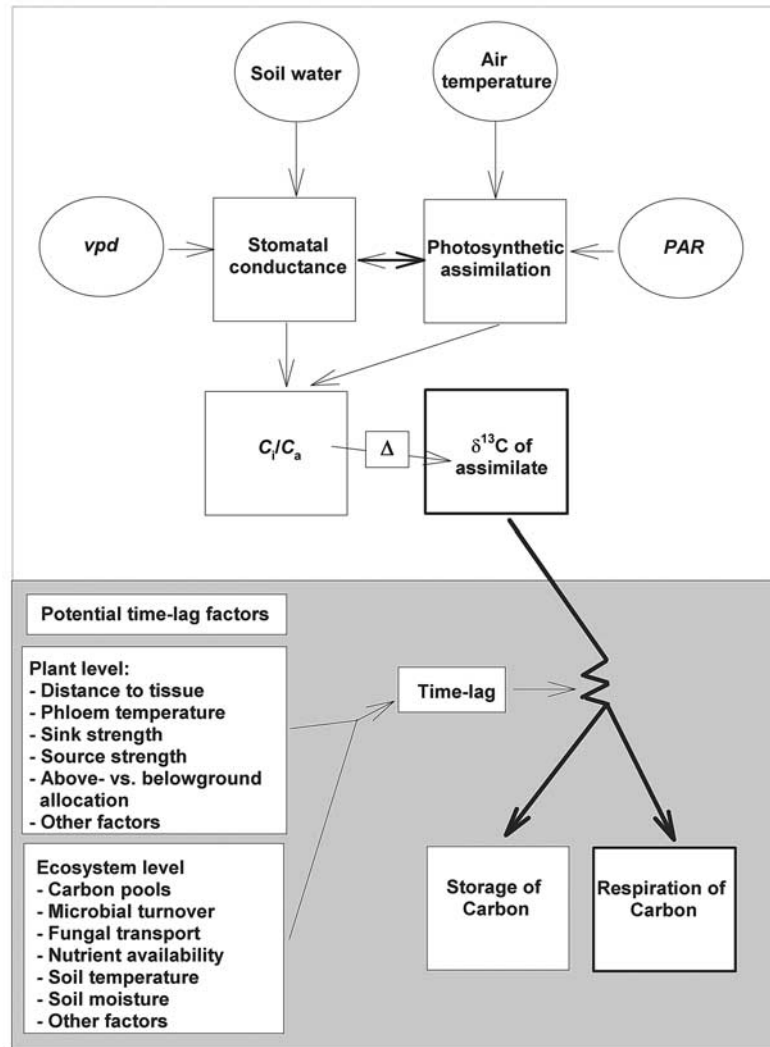 Soil water
Air
temperature
vpd
Stomatal
conductance
Photosynthetic
assimilation
PAR
Ci/Ca
Δ
δ13C of
assimilate
Potential time-lag factors
Plant level:
- Distance to tissue
- Phloem temperature
- Sink strength
- Source strength
- Above- vs. belowground
allocation
- Other factors
Time-lag
Ecosystem level
- Carbon pools
- Microbial turnover
- Fungal transport
- Nutrient availability
- Soil temperature
- Soil moisture
- Other factors
Storage of
Carbon
Respiration of
Carbon